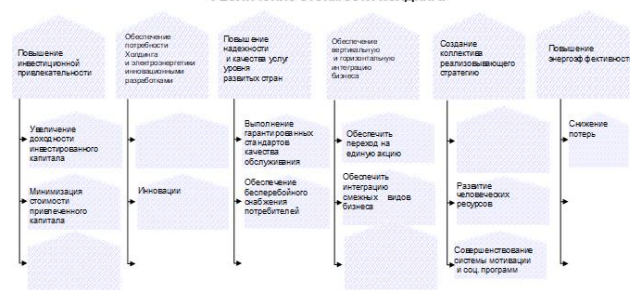 Повышение
инвестиционной
привлекательности
Обеспечение
потребности
Холдинга
и электроэнергетики
инновационными
разработками
Повышение
надежности
и качества услуг
уровня
развитых стран
Обеспечение
вертикальную
и горизонтальную
интеграцию
бизнеса
Создание
коллектива
реализовывающего
стратегию
Повышение
энергоэффективности
Увеличение
доходности
инвестированного
капитала
Минимизация
стоимости
привлеченного
капитала
Инновации
Выполнение
гарантированных
стандартов
качества
обслуживания
Обеспечение
бесперебойного
снабжения
потребителей
Обеспечить
переход на
единую акцию
Обеспечить
интеграцию
смежных видов
бизнеса
Развитие
человеческих
ресурсов
Совершенствование
системы мотивации
и соц. программ
Снижение
потерь